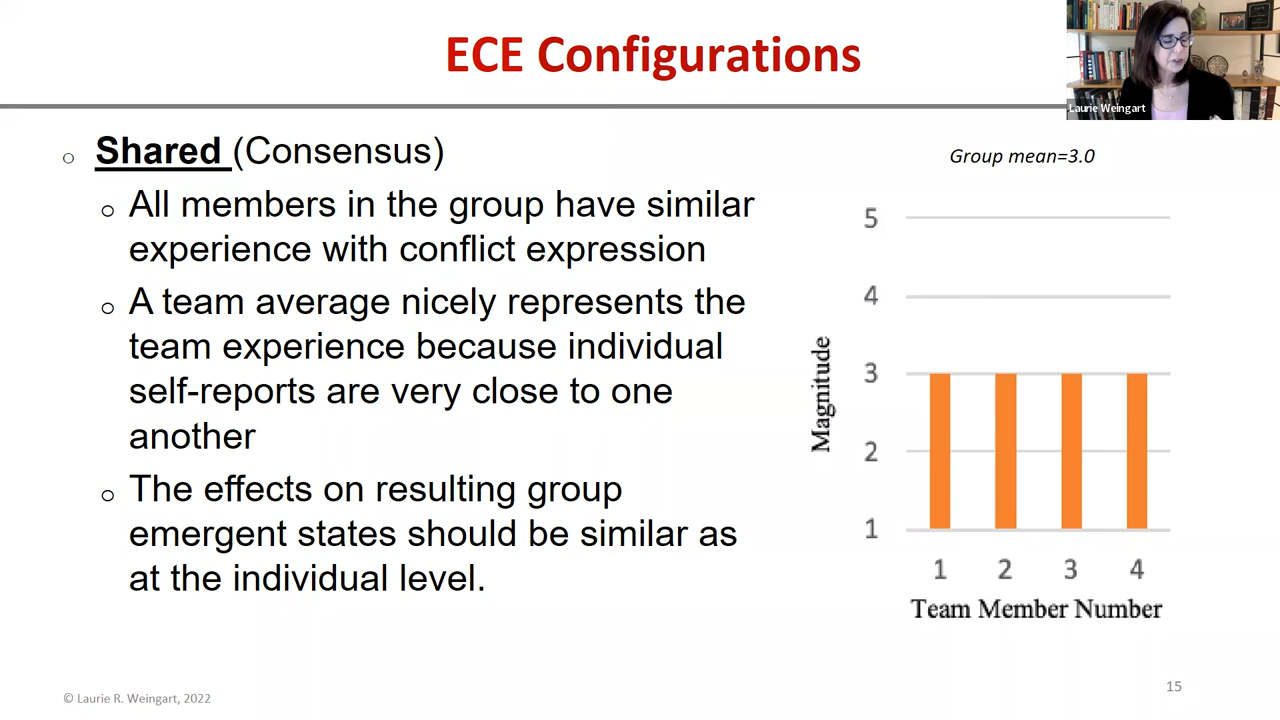 ECE Configurations
Laurie Weingart
○ Shared (Consensus)
○ All members in the group have similar
experience with conflict expression
○ A team average nicely represents the
team experience because individual
self-reports are very close to one
another
○ The effects on resulting group
emergent states should be similar as
at the individual level.
Group mean=3.0
Magnitude
5
4
3
2
1
1 2 3 4
Team Member Number
© Laurie R. Weingart, 2022
15